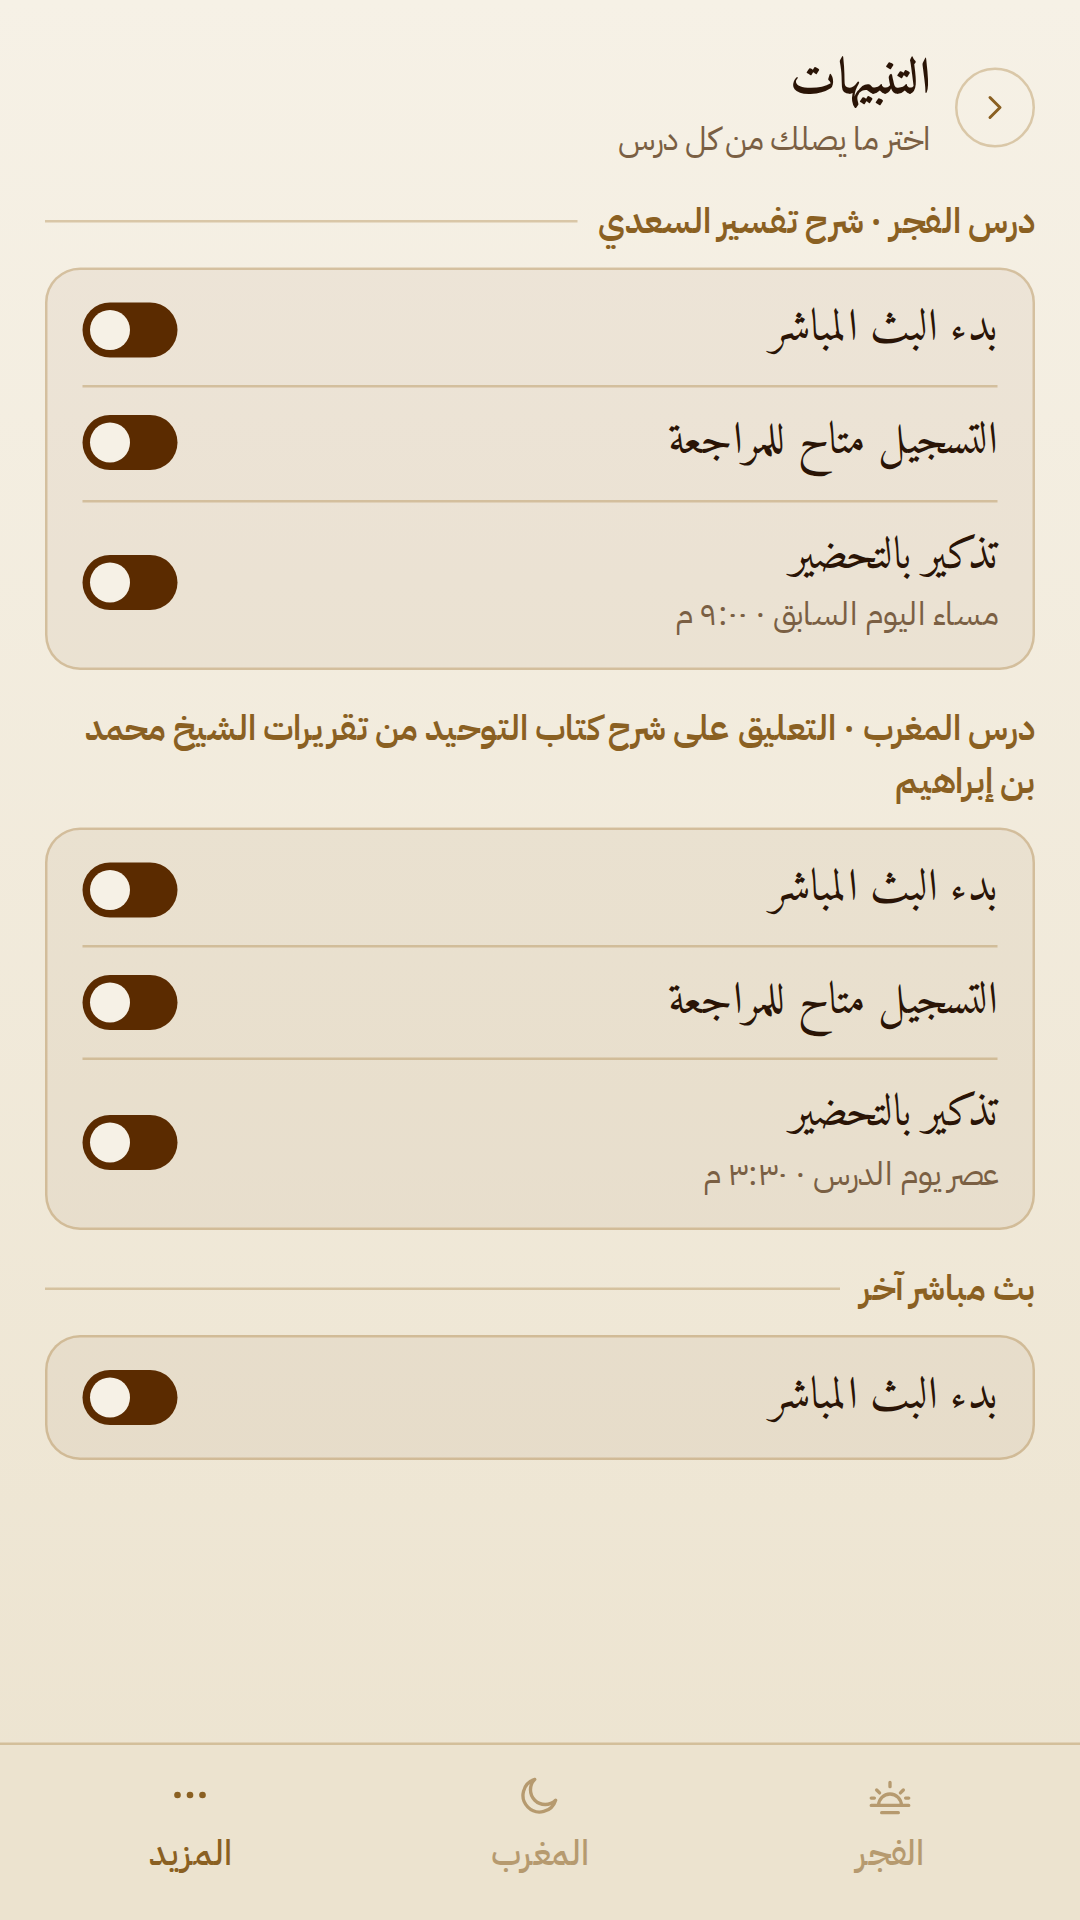 التنبيهات
اختر ما يصلك من كل درس
درس الفجر · شرح تفسير السعدي
بدء البث المباشر
التسجيل متاح للمراجعة
تذكير بالتحضير
مساء اليوم السابق · ٩:٠٠ م
درس المغرب · التعليق على شرح كتاب التوحيد من تقريرات الشيخ محمد
بن إبراهيم
بدء البث المباشر
التسجيل متاح للمراجعة
تذكير بالتحضير
عصر يوم الدرس · ٣:٣٠ م
بث مباشر آخر
بدء البث المباشر
الفجر
المغرب
المزيد